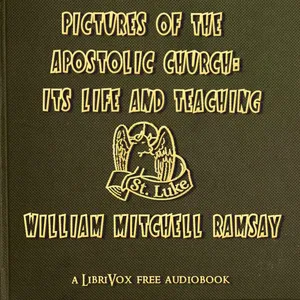 PICTURES OF THE
APOSTOLIC CHURCH:
ITS LIFE AND TEACHING
St. Luke
WILLIAM MITCHELL RAMSAY
A LIBRIVOX FREE AUDIOBOOK